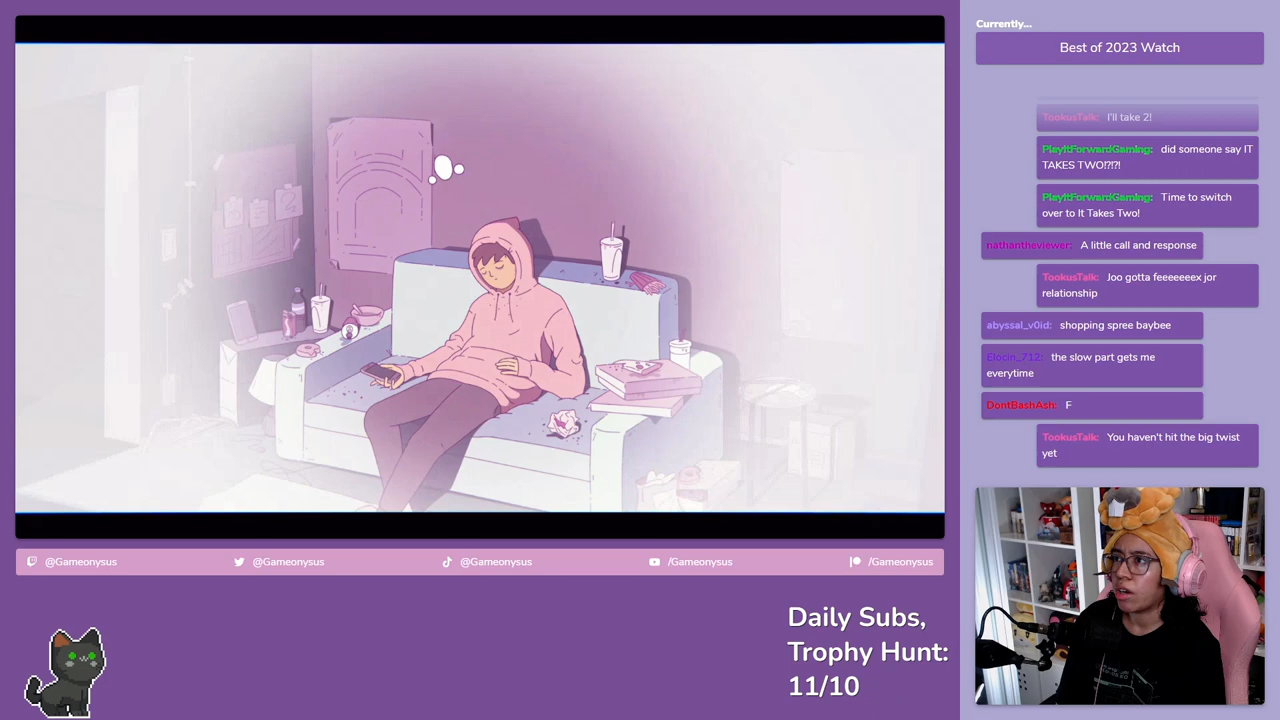 Currently...
Best of 2023 Watch
TookusTalk: I'll take 2!
PlayItForwardGaming: did someone say IT
TAKES TWO!?!?!
PlayItForwardGaming: Time to switch
over to It Takes Two!
nathantheviewer: A little call and response
TookusTalk: Joo gotta feeeeeeex jor
relationship
abyssal_v0id: shopping spree baybee
Elocin_712: the slow part gets me
everytime
DontBashAsh: F
TookusTalk: You haven't hit the big twist
yet
@Gameonysus
@Gameonysus
@Gameonysus
/Gameonysus
/Gameonysus
Daily Subs,
Trophy Hunt:
11/10